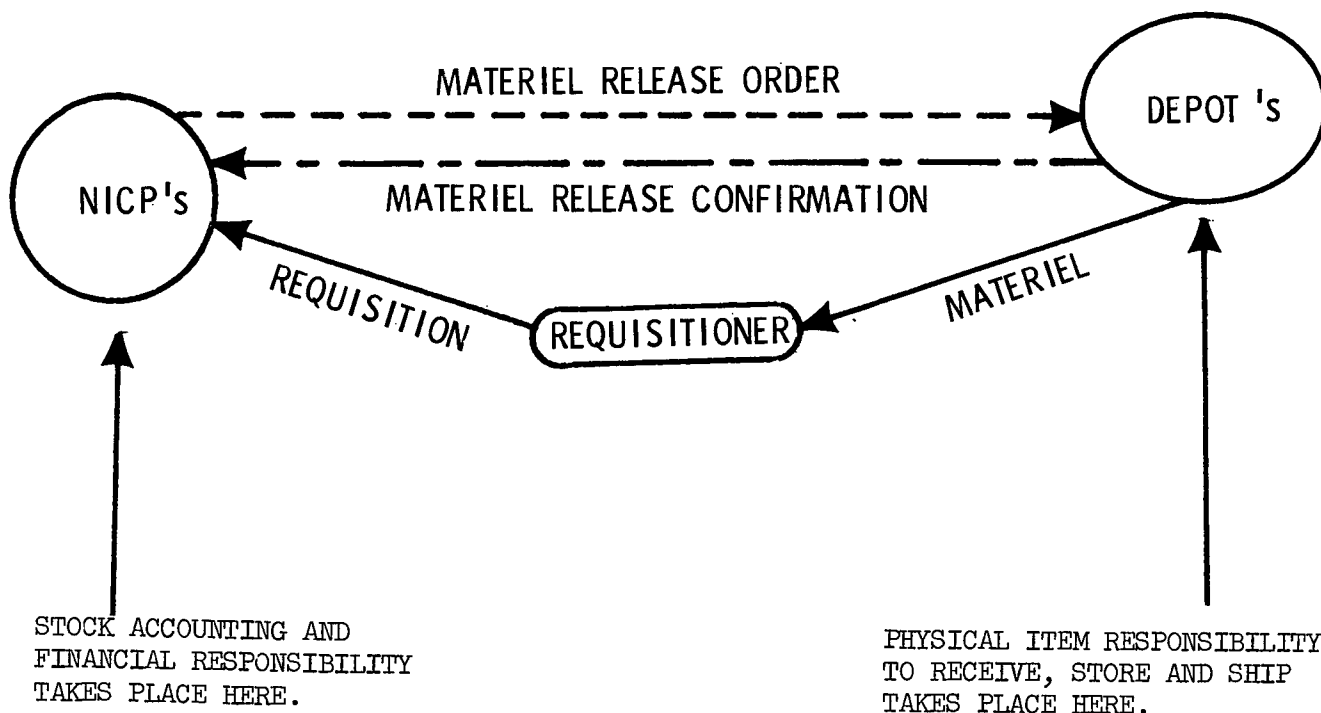 MATERIEL RELEASE ORDER
DEPOT 's
NICP's
MATERIEL RELEASE CONFIRMATION
REQUISITION
MATERIEL
REQUISITIONER
STOCK ACCOUNTING AND
FINANCIAL RESPONSIBILITY
TAKES PLACE HERE.
PHYSICAL ITEM RESPONSIBILITY
TO RECEIVE, STORE AND SHIP
TAKES PLACE HERE.